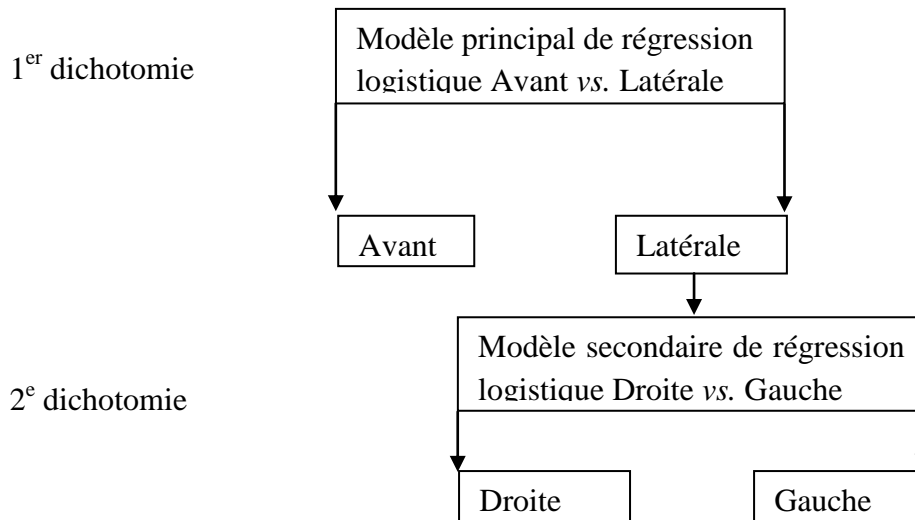 Modèle principal de régression
1er dichotomie
logistique Avant vs. Latérale
Avant
Latérale
Modèle secondaire de régression
2e dichotomie
logistique Droite vs. Gauche
Droite
Gauche